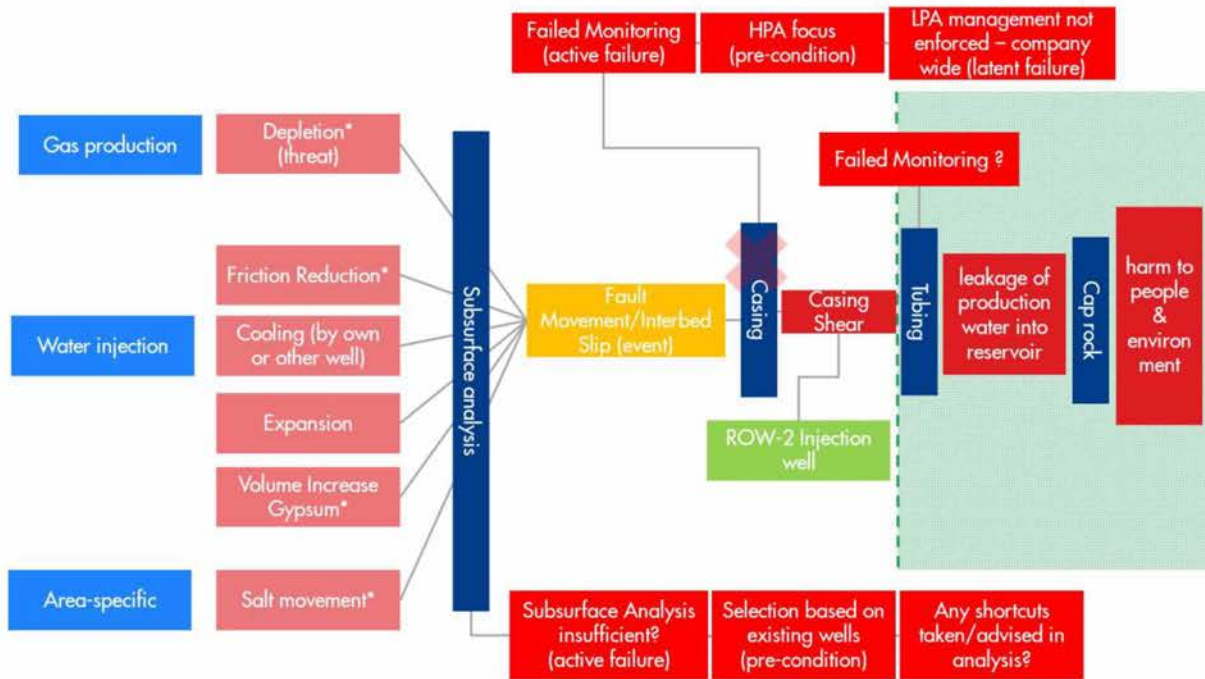 Failed Monitoring
(active failure)
HPA focus
(pre-condition)
LPA management not
enforced – company
wide (latent failure)
Gas production
Depletion*
(threat)
Failed Monitoring ?
Friction Reduction*
Water injection
Cooling (by own
or other well)
Expansion
Volume Increase
Gypsum*
Area-specific
Salt movement*
Subsurface analysis
Fault
Movement/Interbed
Slip (event)
Casing
Casing
Shear
ROW-2 Injection
well
Tubing
leakage of
production
water into
reservoir
Cap rock
harm to
people
&
environ
ment
Subsurface Analysis
insufficient?
(active failure)
Selection based on
existing wells
(pre-condition)
Any shortcuts
taken/advised in
analysis?